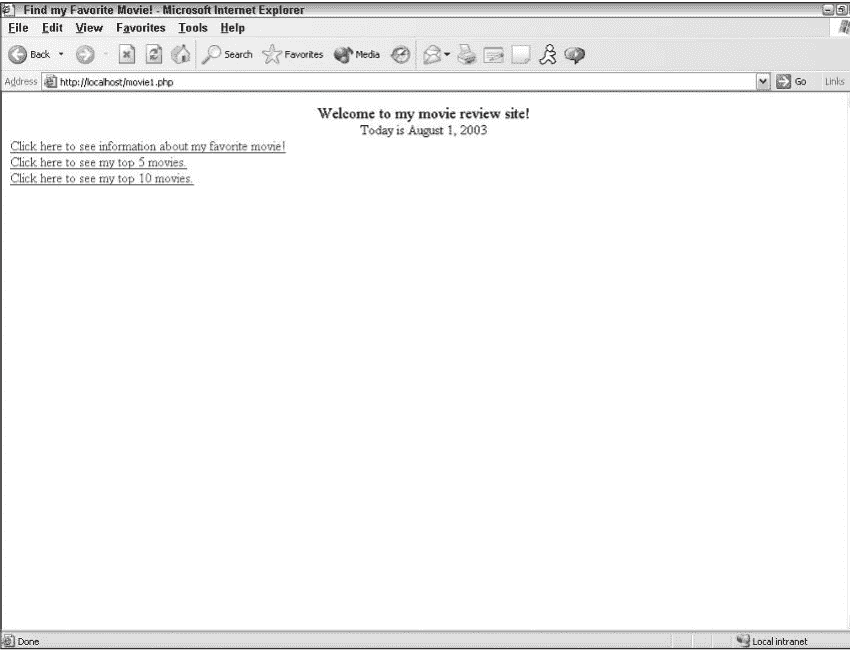 Find my Favorite Movie! - Microsoft Internet Explorer
File Edit View Favorites Tools Help
Back Search Favorites Media
Address http://localhost/movie1.php Go Links
Welcome to my movie review site!
Today is August 1, 2003
Click here to see information about my favorite movie!
Click here to see my top 5 movies.
Click here to see my top 10 movies.
Done Local intranet